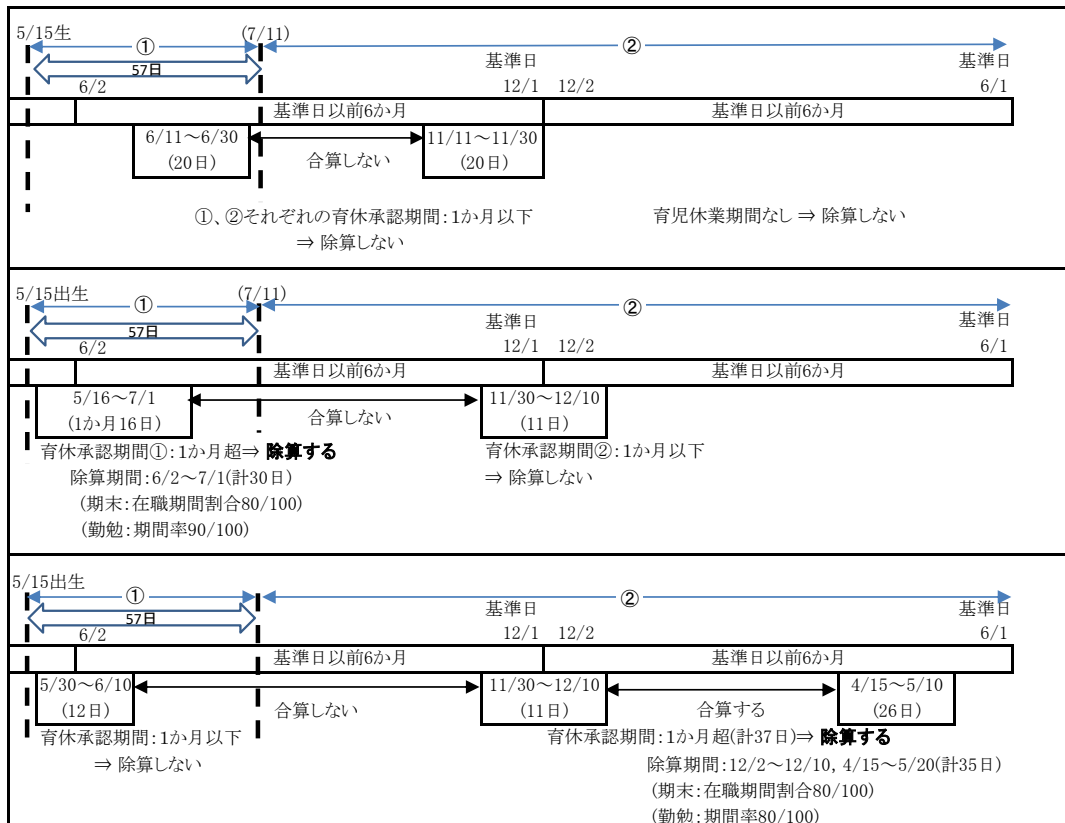 5/15生 ① (7/11) ②
57日 基準日 基準日
6/2 12/1 12/2 6/1
基準日以前6か月 基準日以前6か月
6/11～6/30 11/11～11/30
(20日) 合算しない (20日)
①、②それぞれの育休承認期間：1か月以下 育児休業期間なし ⇒ 除算しない
⇒ 除算しない
5/15出生 ① (7/11) ②
57日 基準日 基準日
6/2 12/1 12/2 6/1
基準日以前6か月 基準日以前6か月
5/16～7/1 11/30～12/10
(1か月16日) 合算しない (11日)
育休承認期間①：1か月超⇒ 除算する 育休承認期間②：1か月以下
除算期間：6/2～7/1(計30日) ⇒ 除算しない
(期末：在職期間割合80/100)
(勤勉：期間率90/100)
5/15出生 ① ②
57日 基準日 基準日
6/2 12/1 12/2 6/1
基準日以前6か月 基準日以前6か月
5/30～6/10 11/30～12/10 4/15～5/10
(12日) 合算しない (11日) 合算する (26日)
育休承認期間：1か月以下 育休承認期間：1か月超(計37日)⇒ 除算する
⇒ 除算しない 除算期間：12/2～12/10, 4/15～5/20(計35日)
(期末：在職期間割合80/100)
(勤勉：期間率80/100)